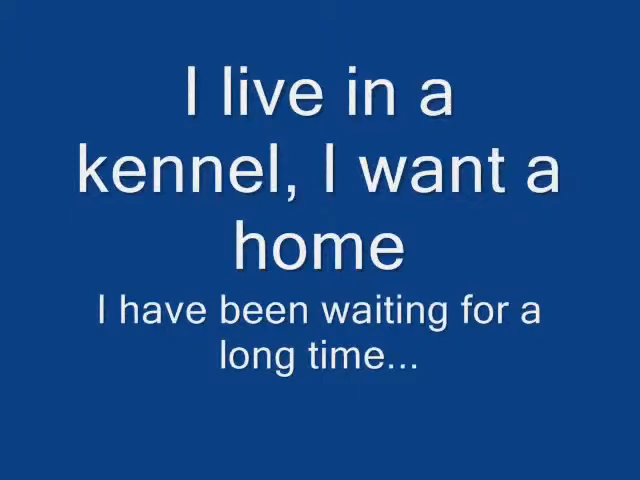 I live in a
kennel, I want a
home
I have been waiting for a
long time...